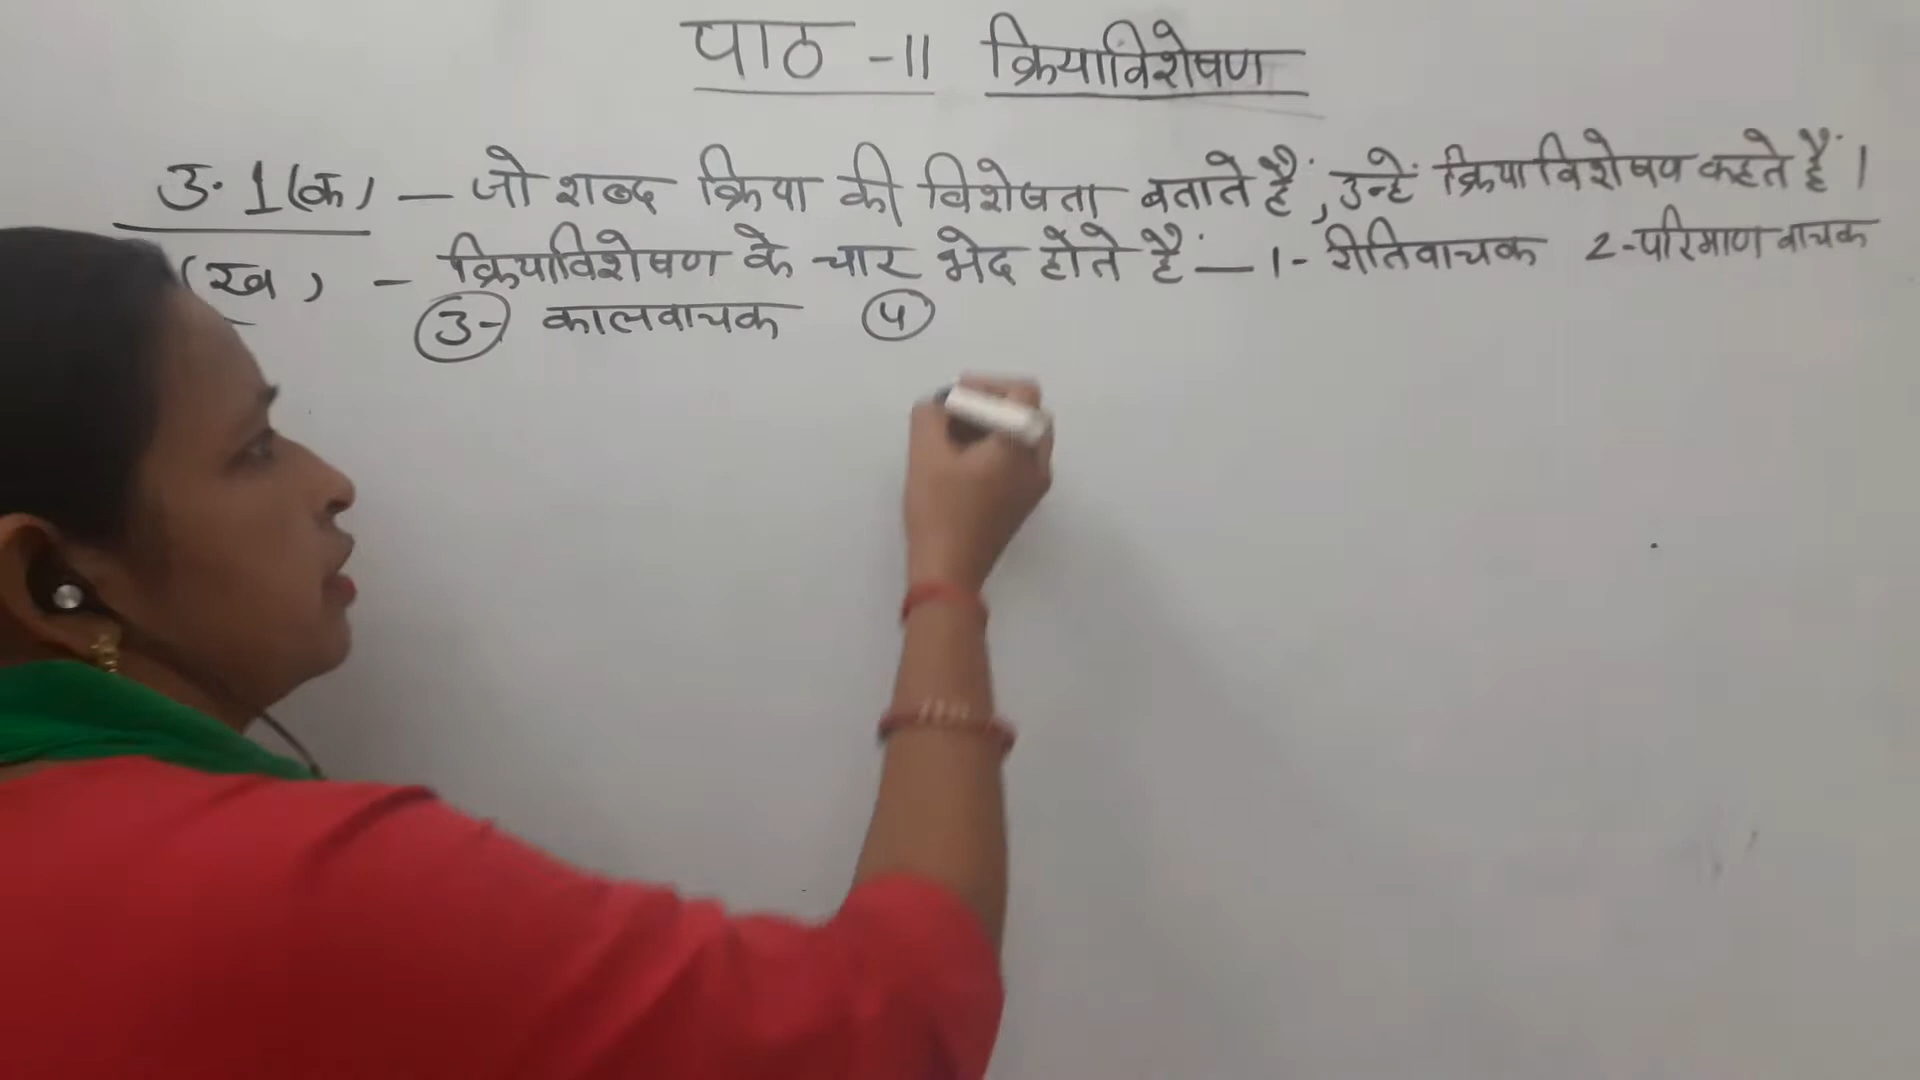 पाठ -11 क्रियाविशेषण
उ. 1 (क) — जो शब्द क्रिया की विशेषता बताते हैं, उन्हें क्रियाविशेषण कहते हैं।
(ख) - क्रियाविशेषण के चार भेद होते हैं — 1- रीतिवाचक 2-परिमाणवाचक
3- कालवाचक 4